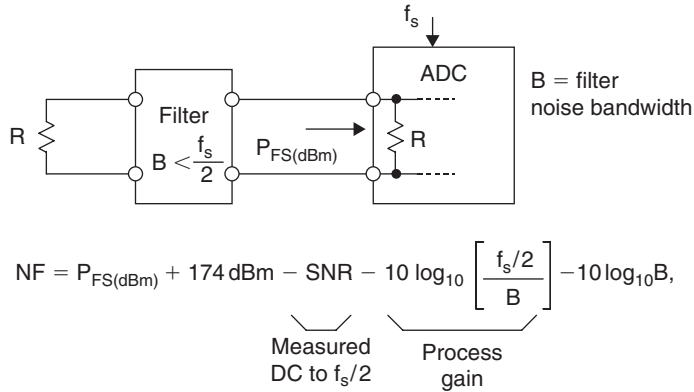 f_s
ADC
B = filter
noise bandwidth
Filter
B < f_s/2
R
P_FS(dBm)
R
NF = P_FS(dBm) + 174 dBm − SNR − 10 log_10 [ (f_s/2) / B ] −10 log_10 B,
Measured
DC to f_s/2
Process
gain